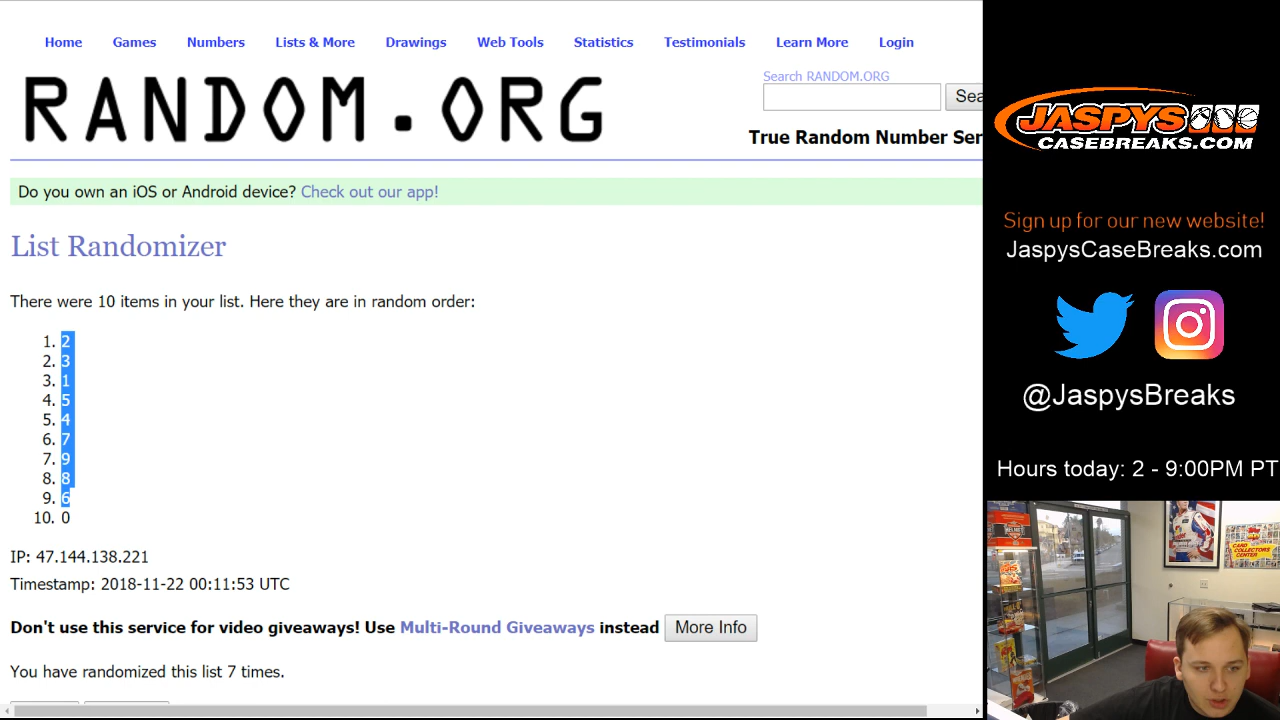 Home Games Numbers Lists & More Drawings Web Tools Statistics Testimonials Learn More Login
RANDOM.ORG
Search RANDOM.ORG
Sea
True Random Number Ser
Do you own an iOS or Android device? Check out our app!
List Randomizer
There were 10 items in your list. Here they are in random order:
1. 2
2. 3
3. 1
4. 5
5. 4
6. 7
7. 9
8. 8
9. 6
10. 0
IP: 47.144.138.221
Timestamp: 2018-11-22 00:11:53 UTC
Don't use this service for video giveaways! Use Multi-Round Giveaways instead More Info
You have randomized this list 7 times.
JASPYS
CASEBREAKS.COM
Sign up for our new website!
JaspysCaseBreaks.com
@JaspysBreaks
Hours today: 2 - 9:00PM PT
CARD
COLLECTORS
CENTER